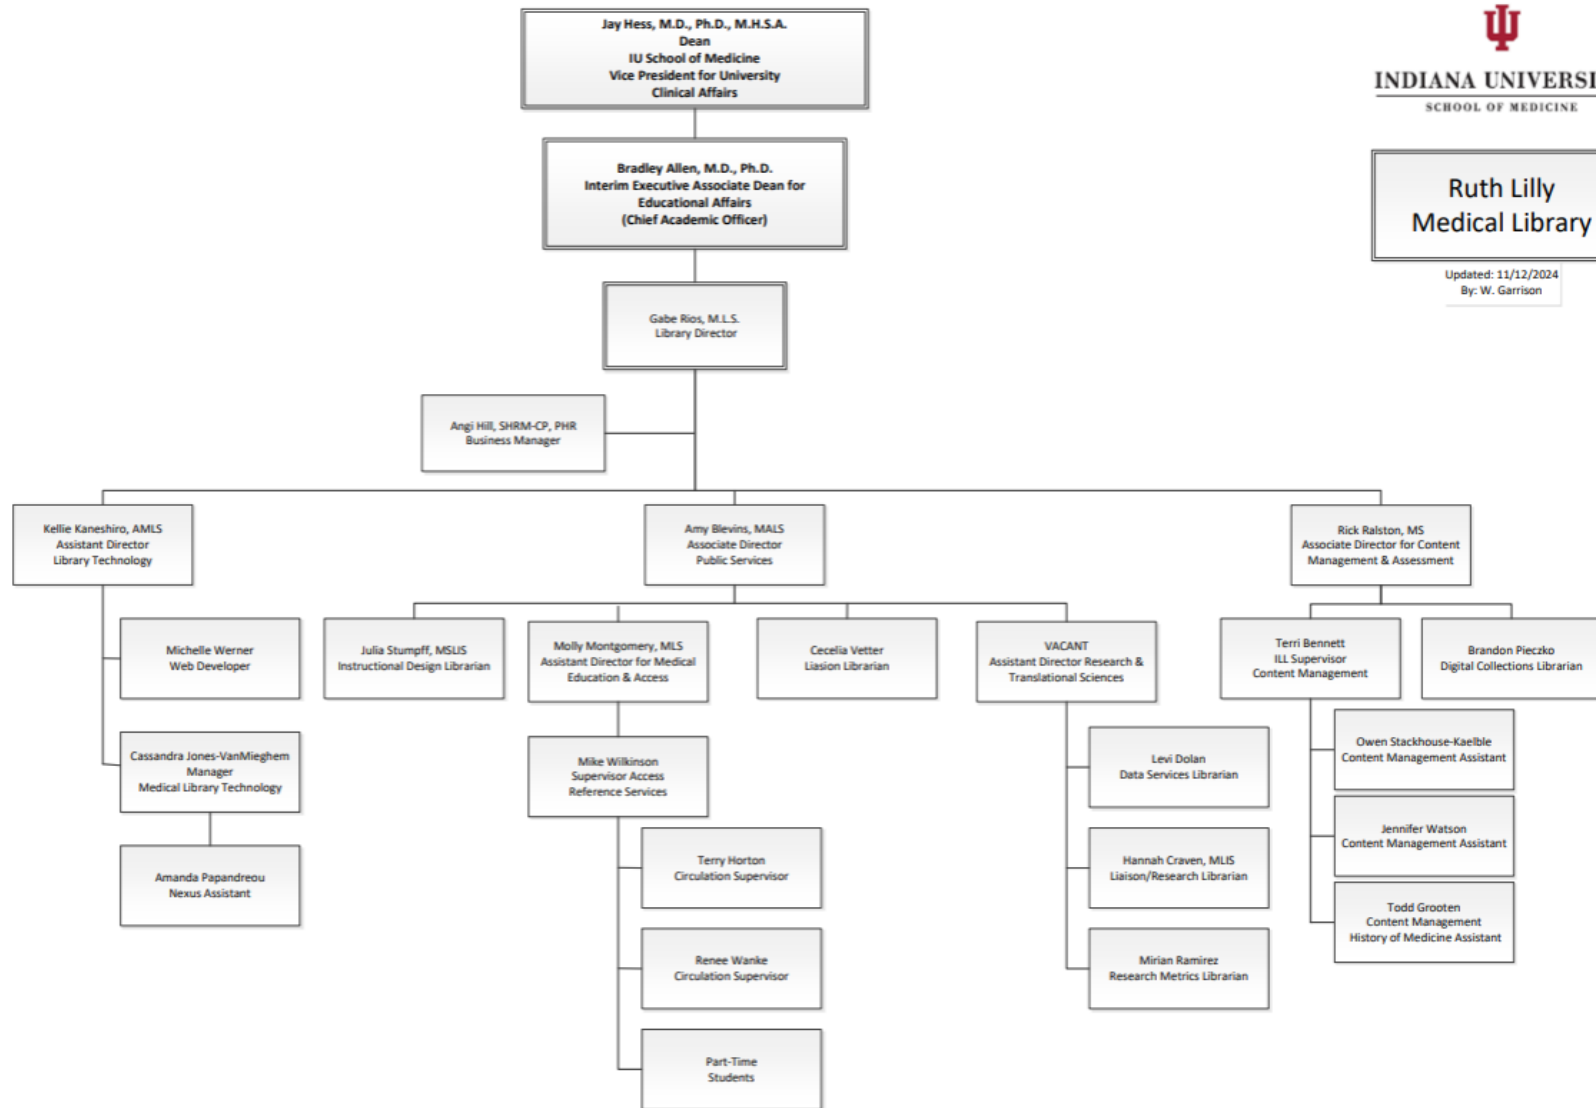 Jay Hess, M.D., Ph.D., M.H.S.A.
Dean
IU School of Medicine
Vice President for University
Clinical Affairs
INDIANA UNIVERSI
SCHOOL OF MEDICINE
Ruth Lilly
Medical Library
Updated: 11/12/2024
By: W. Garrison
Bradley Allen, M.D., Ph.D.
Interim Executive Associate Dean for
Educational Affairs
(Chief Academic Officer)
Gabe Rios, M.L.S.
Library Director
Angi Hill, SHRM-CP, PHR
Business Manager
Kellie Kaneshiro, AMLS
Assistant Director
Library Technology
Amy Blevins, MALS
Associate Director
Public Services
Rick Ralston, MS
Associate Director for Content
Management & Assessment
Michelle Werner
Web Developer
Julia Stumpff, MSLIS
Instructional Design Librarian
Molly Montgomery, MLS
Assistant Director for Medical
Education & Access
Cecelia Vetter
Liasion Librarian
VACANT
Assistant Director Research &
Translational Sciences
Terri Bennett
ILL Supervisor
Content Management
Brandon Pieczko
Digital Collections Librarian
Cassandra Jones-VanMieghem
Manager
Medical Library Technology
Mike Wilkinson
Supervisor Access
Reference Services
Levi Dolan
Data Services Librarian
Owen Stackhouse-Kaelble
Content Management Assistant
Amanda Papandreou
Nexus Assistant
Terry Horton
Circulation Supervisor
Hannah Craven, MLIS
Liaison/Research Librarian
Jennifer Watson
Content Management Assistant
Renee Wanke
Circulation Supervisor
Mirian Ramirez
Research Metrics Librarian
Todd Grooten
Content Management
History of Medicine Assistant
Part-Time
Students